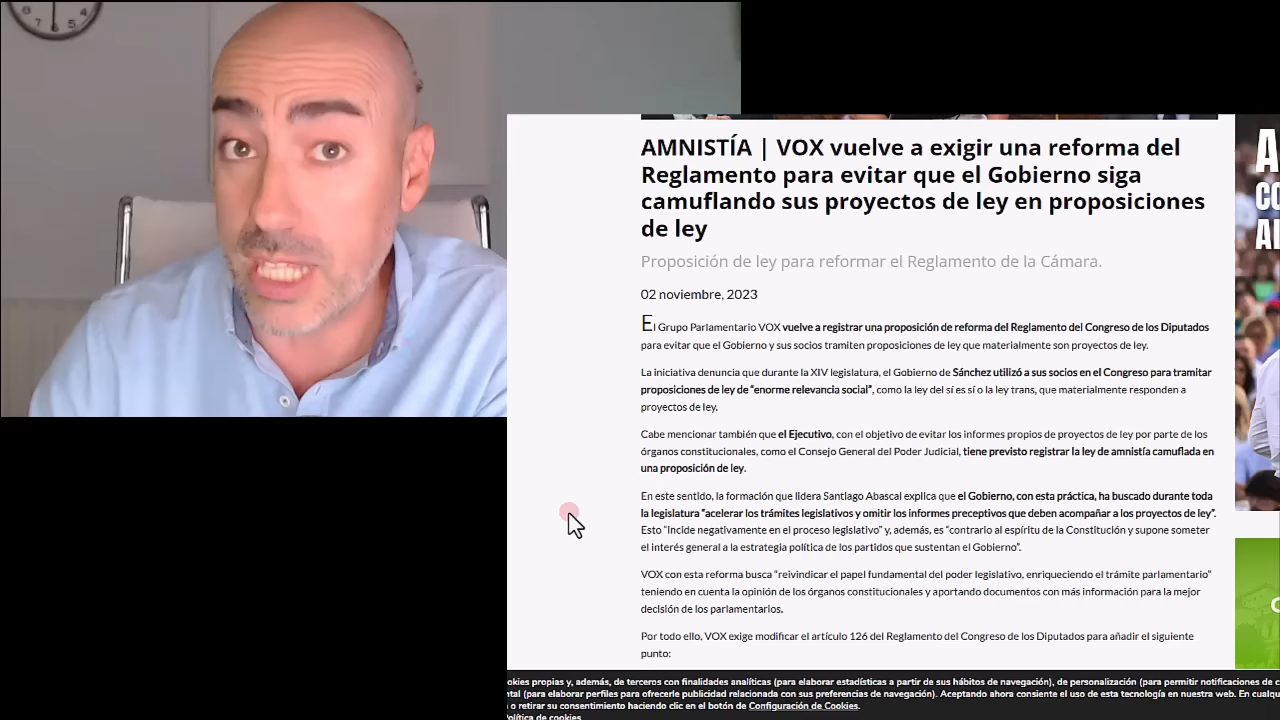 7 6 5
AMNISTÍA | VOX vuelve a exigir una reforma del
Reglamento para evitar que el Gobierno siga
camuflando sus proyectos de ley en proposiciones
de ley
Proposición de ley para reformar el Reglamento de la Cámara.
02 noviembre, 2023
El Grupo Parlamentario VOX vuelve a registrar una proposición de reforma del Reglamento del Congreso de los Diputados
para evitar que el Gobierno y sus socios tramiten proposiciones de ley que materialmente son proyectos de ley.
La iniciativa denuncia que durante la XIV legislatura, el Gobierno de Sánchez utilizó a sus socios en el Congreso para tramitar
proposiciones de ley de “enorme relevancia social”, como la ley del sí es sí o la ley trans, que materialmente responden a
proyectos de ley.
Cabe mencionar también que el Ejecutivo, con el objetivo de evitar los informes propios de proyectos de ley por parte de los
órganos constitucionales, como el Consejo General del Poder Judicial, tiene previsto registrar la ley de amnistía camuflada en
una proposición de ley.
En este sentido, la formación que lidera Santiago Abascal explica que el Gobierno, con esta práctica, ha buscado durante toda
la legislatura “acelerar los trámites legislativos y omitir los informes preceptivos que deben acompañar a los proyectos de ley”.
Esto “incide negativamente en el proceso legislativo” y, además, es “contrario al espíritu de la Constitución y supone someter
el interés general a la estrategia política de los partidos que sustentan el Gobierno”.
VOX con esta reforma busca “reivindicar el papel fundamental del poder legislativo, enriqueciendo el trámite parlamentario”
teniendo en cuenta la opinión de los órganos constitucionales y aportando documentos con más información para la mejor
decisión de los parlamentarios.
Por todo ello, VOX exige modificar el artículo 126 del Reglamento del Congreso de los Diputados para añadir el siguiente
punto:
okies propias y, además, de terceros con finalidades analíticas (para elaborar estadísticas a partir de sus hábitos de navegación), de personalización (para permitir notificaciones de c
ntal (para elaborar perfiles para ofrecerle publicidad relacionada con sus preferencias de navegación). Aceptando ahora consiente el uso de esta tecnología en nuestra web. En cualqu
o retirar su consentimiento haciendo clic en el botón de Configuración de Cookies.
Política de cookies